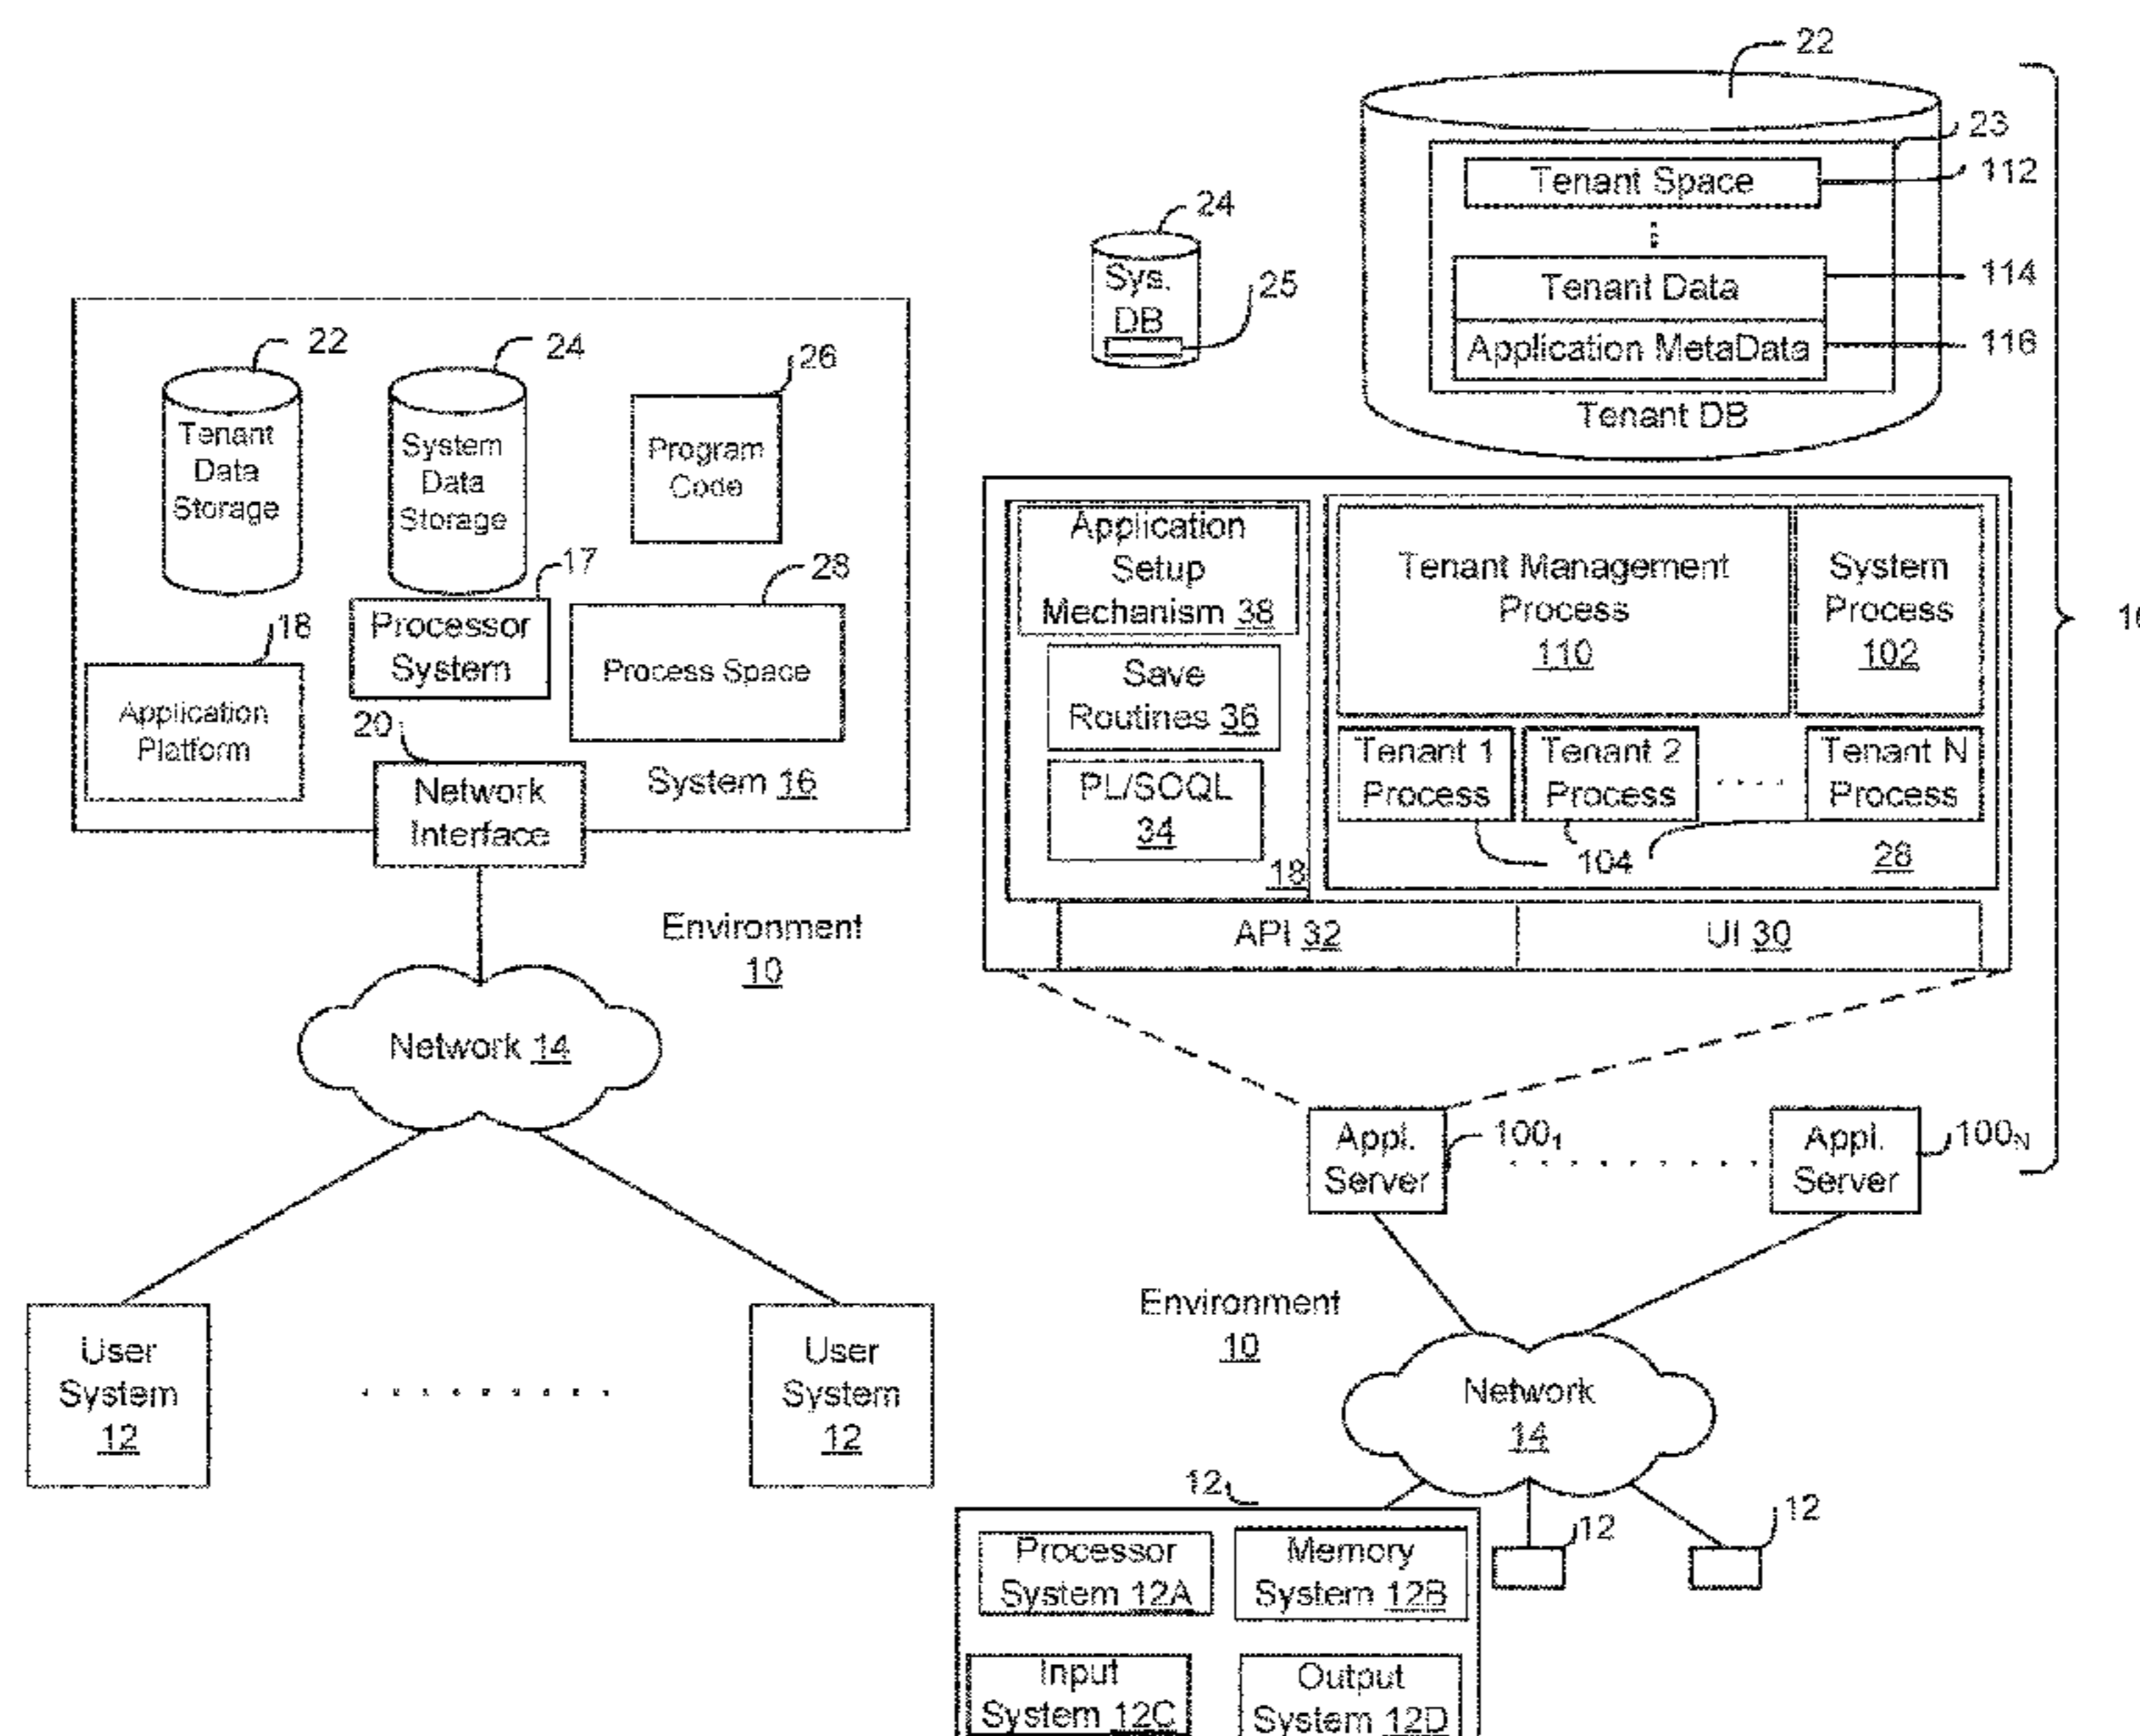 22
24
26
Tenant
Data
Storage
System
Data
Storage
Program
Code
17
28
18
Processor
System
Process Space
Application
Platform
20
Network
Interface
System 16
Environment
10
Network 14
User
System
12
User
System
12
22
23
Tenant Space
112
24
Sys.
DB
25
Tenant Data
114
Application MetaData
116
Tenant DB
Application
Setup
Mechanism 38
Tenant Management
Process
110
System
Process
102
Save
Routines 36
Tenant 1
Process
Tenant 2
Process
Tenant N
Process
PL/SOQL
34
104
28
18
API 32
UI 30
Appl.
Server
100₁
Appl.
Server
100N
Environment
10
Network
14
12
12
12
Processor
System 12A
Memory
System 12B
Input
System 12C
Output
System 12D